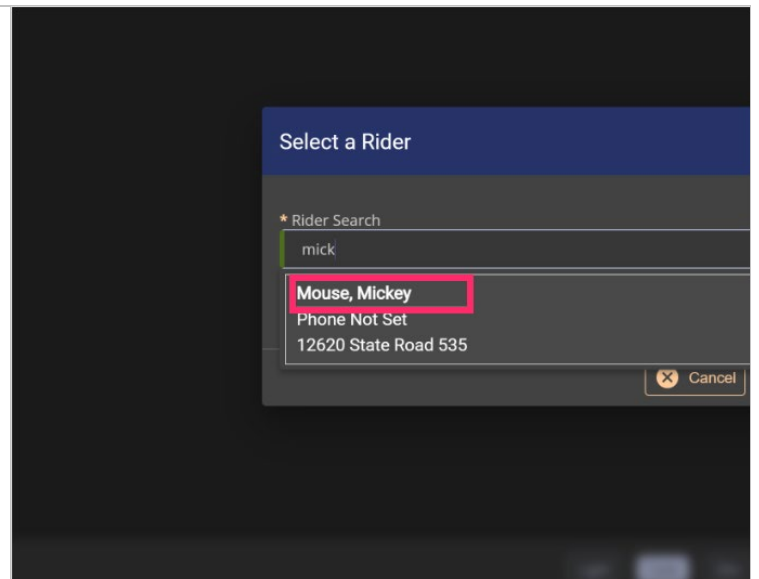 Select a Rider
* Rider Search
mick
Mouse, Mickey
Phone Not Set
12620 State Road 535
Cancel